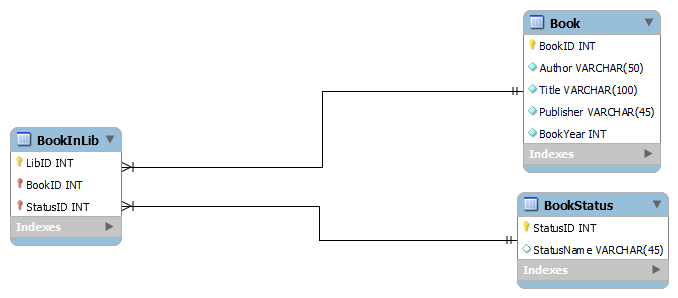 Book
BookID INT
Author VARCHAR(50)
Title VARCHAR(100)
Publisher VARCHAR(45)
BookYear INT
Indexes
BookInLib
LibID INT
BookID INT
StatusID INT
Indexes
BookStatus
StatusID INT
StatusName VARCHAR(45)
Indexes